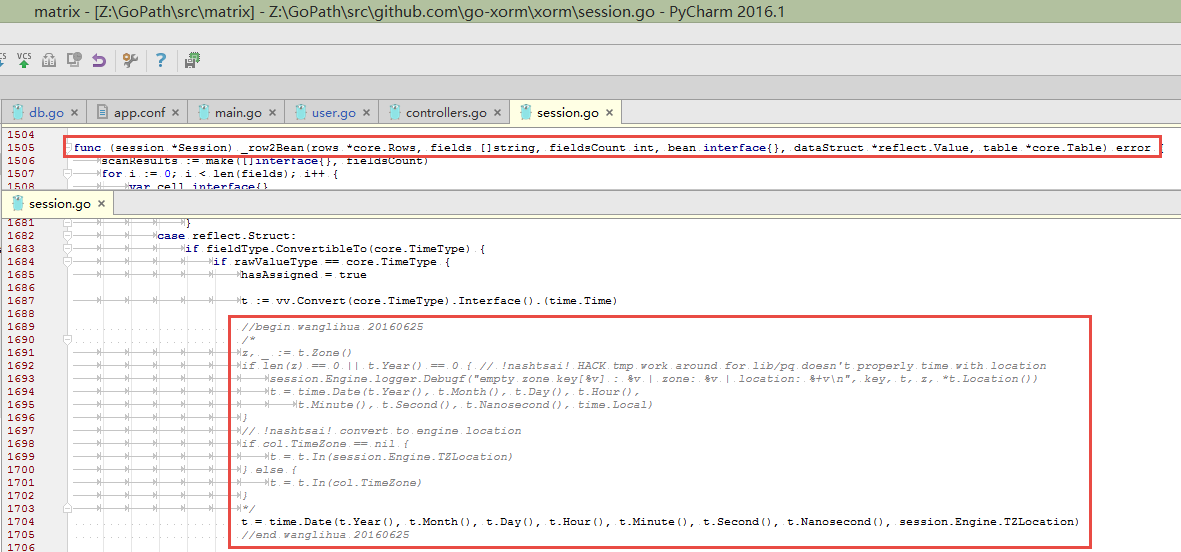 matrix - [Z:\GoPath\src\matrix] - Z:\GoPath\src\github.com\go-xorm\xorm\session.go - PyCharm 2016.1
VCS
?
db.go × app.conf × main.go × user.go × controllers.go × session.go ×
1504
1505 func (session *Session) _row2Bean(rows *core.Rows, fields []string, fieldsCount int, bean interface{}, dataStruct *reflect.Value, table *core.Table) error {
1506 scanResults := make([]interface{}, fieldsCount)
1507 for i := 0; i < len(fields); i++ {
1508 var cell interface{}
session.go ×
1681 }
1682 case reflect.Struct:
1683 if fieldType.ConvertibleTo(core.TimeType) {
1684 if rawValueType == core.TimeType {
1685 hasAssigned = true
1686
1687 t := vv.Convert(core.TimeType).Interface().(time.Time)
1688
1689 //begin wanglihua 20160625
1690 /*
1691 z, _ := t.Zone()
1692 if len(z) == 0 || t.Year() == 0 { // !nashtsai! HACK tmp work around for lib/pq doesn't properly time with location
1693 session.Engine.logger.Debugf("empty zone key[%v] : %v | zone: %v | location: %+v\n", key, t, z, *t.Location())
1694 t = time.Date(t.Year(), t.Month(), t.Day(), t.Hour(),
1695 t.Minute(), t.Second(), t.Nanosecond(), time.Local)
1696 }
1697 // !nashtsai! convert to engine location
1698 if col.TimeZone == nil {
1699 t = t.In(session.Engine.TZLocation)
1700 } else {
1701 t = t.In(col.TimeZone)
1702 }
1703 */
1704 t = time.Date(t.Year(), t.Month(), t.Day(), t.Hour(), t.Minute(), t.Second(), t.Nanosecond(), session.Engine.TZLocation)
1705 //end wanglihua 20160625
1706